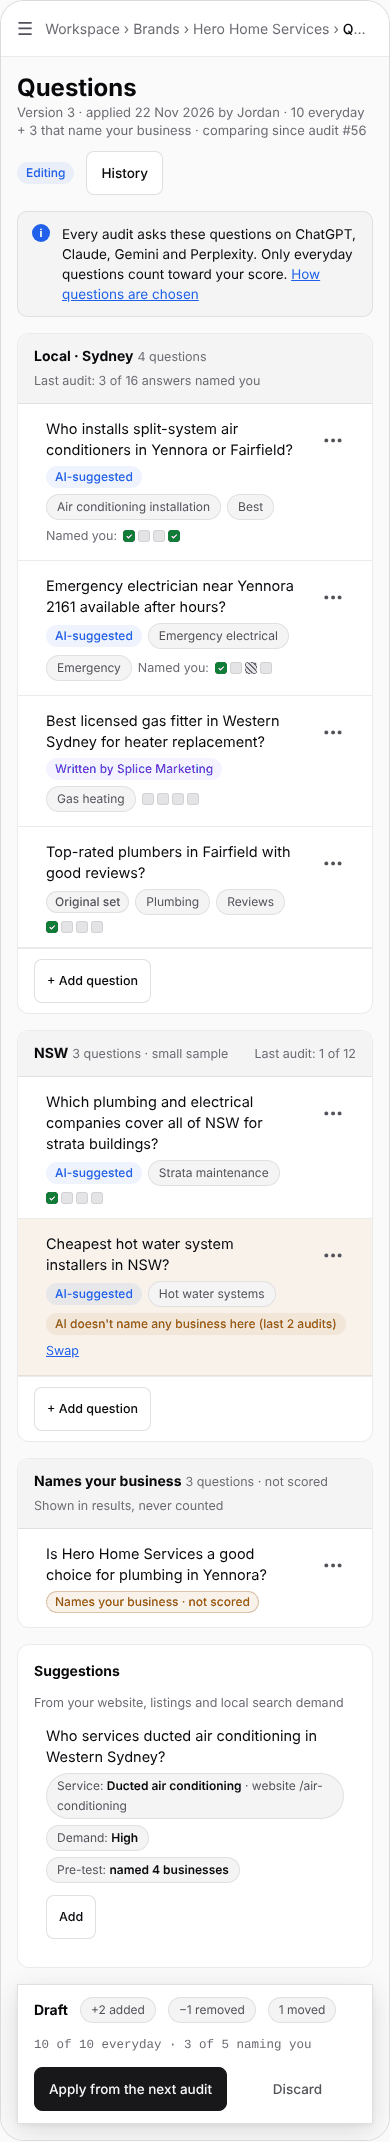 ☰ Workspace › Brands › Hero Home Services › Q...
Questions
Version 3 · applied 22 Nov 2026 by Jordan · 10 everyday
+ 3 that name your business · comparing since audit #56
Editing History
Every audit asks these questions on ChatGPT,
Claude, Gemini and Perplexity. Only everyday
questions count toward your score. How
questions are chosen
Local · Sydney 4 questions
Last audit: 3 of 16 answers named you
Who installs split-system air
conditioners in Yennora or Fairfield?
AI-suggested
Air conditioning installation Best
Named you:
Emergency electrician near Yennora
2161 available after hours?
AI-suggested Emergency electrical
Emergency Named you:
Best licensed gas fitter in Western
Sydney for heater replacement?
Written by Splice Marketing
Gas heating
Top-rated plumbers in Fairfield with
good reviews?
Original set Plumbing Reviews
+ Add question
NSW 3 questions · small sample Last audit: 1 of 12
Which plumbing and electrical
companies cover all of NSW for
strata buildings?
AI-suggested Strata maintenance
Cheapest hot water system
installers in NSW?
AI-suggested Hot water systems
AI doesn't name any business here (last 2 audits)
Swap
+ Add question
Names your business 3 questions · not scored
Shown in results, never counted
Is Hero Home Services a good
choice for plumbing in Yennora?
Names your business · not scored
Suggestions
From your website, listings and local search demand
Who services ducted air conditioning in
Western Sydney?
Service: Ducted air conditioning · website /air-
conditioning
Demand: High
Pre-test: named 4 businesses
Add
Draft +2 added −1 removed 1 moved
10 of 10 everyday · 3 of 5 naming you
Apply from the next audit Discard